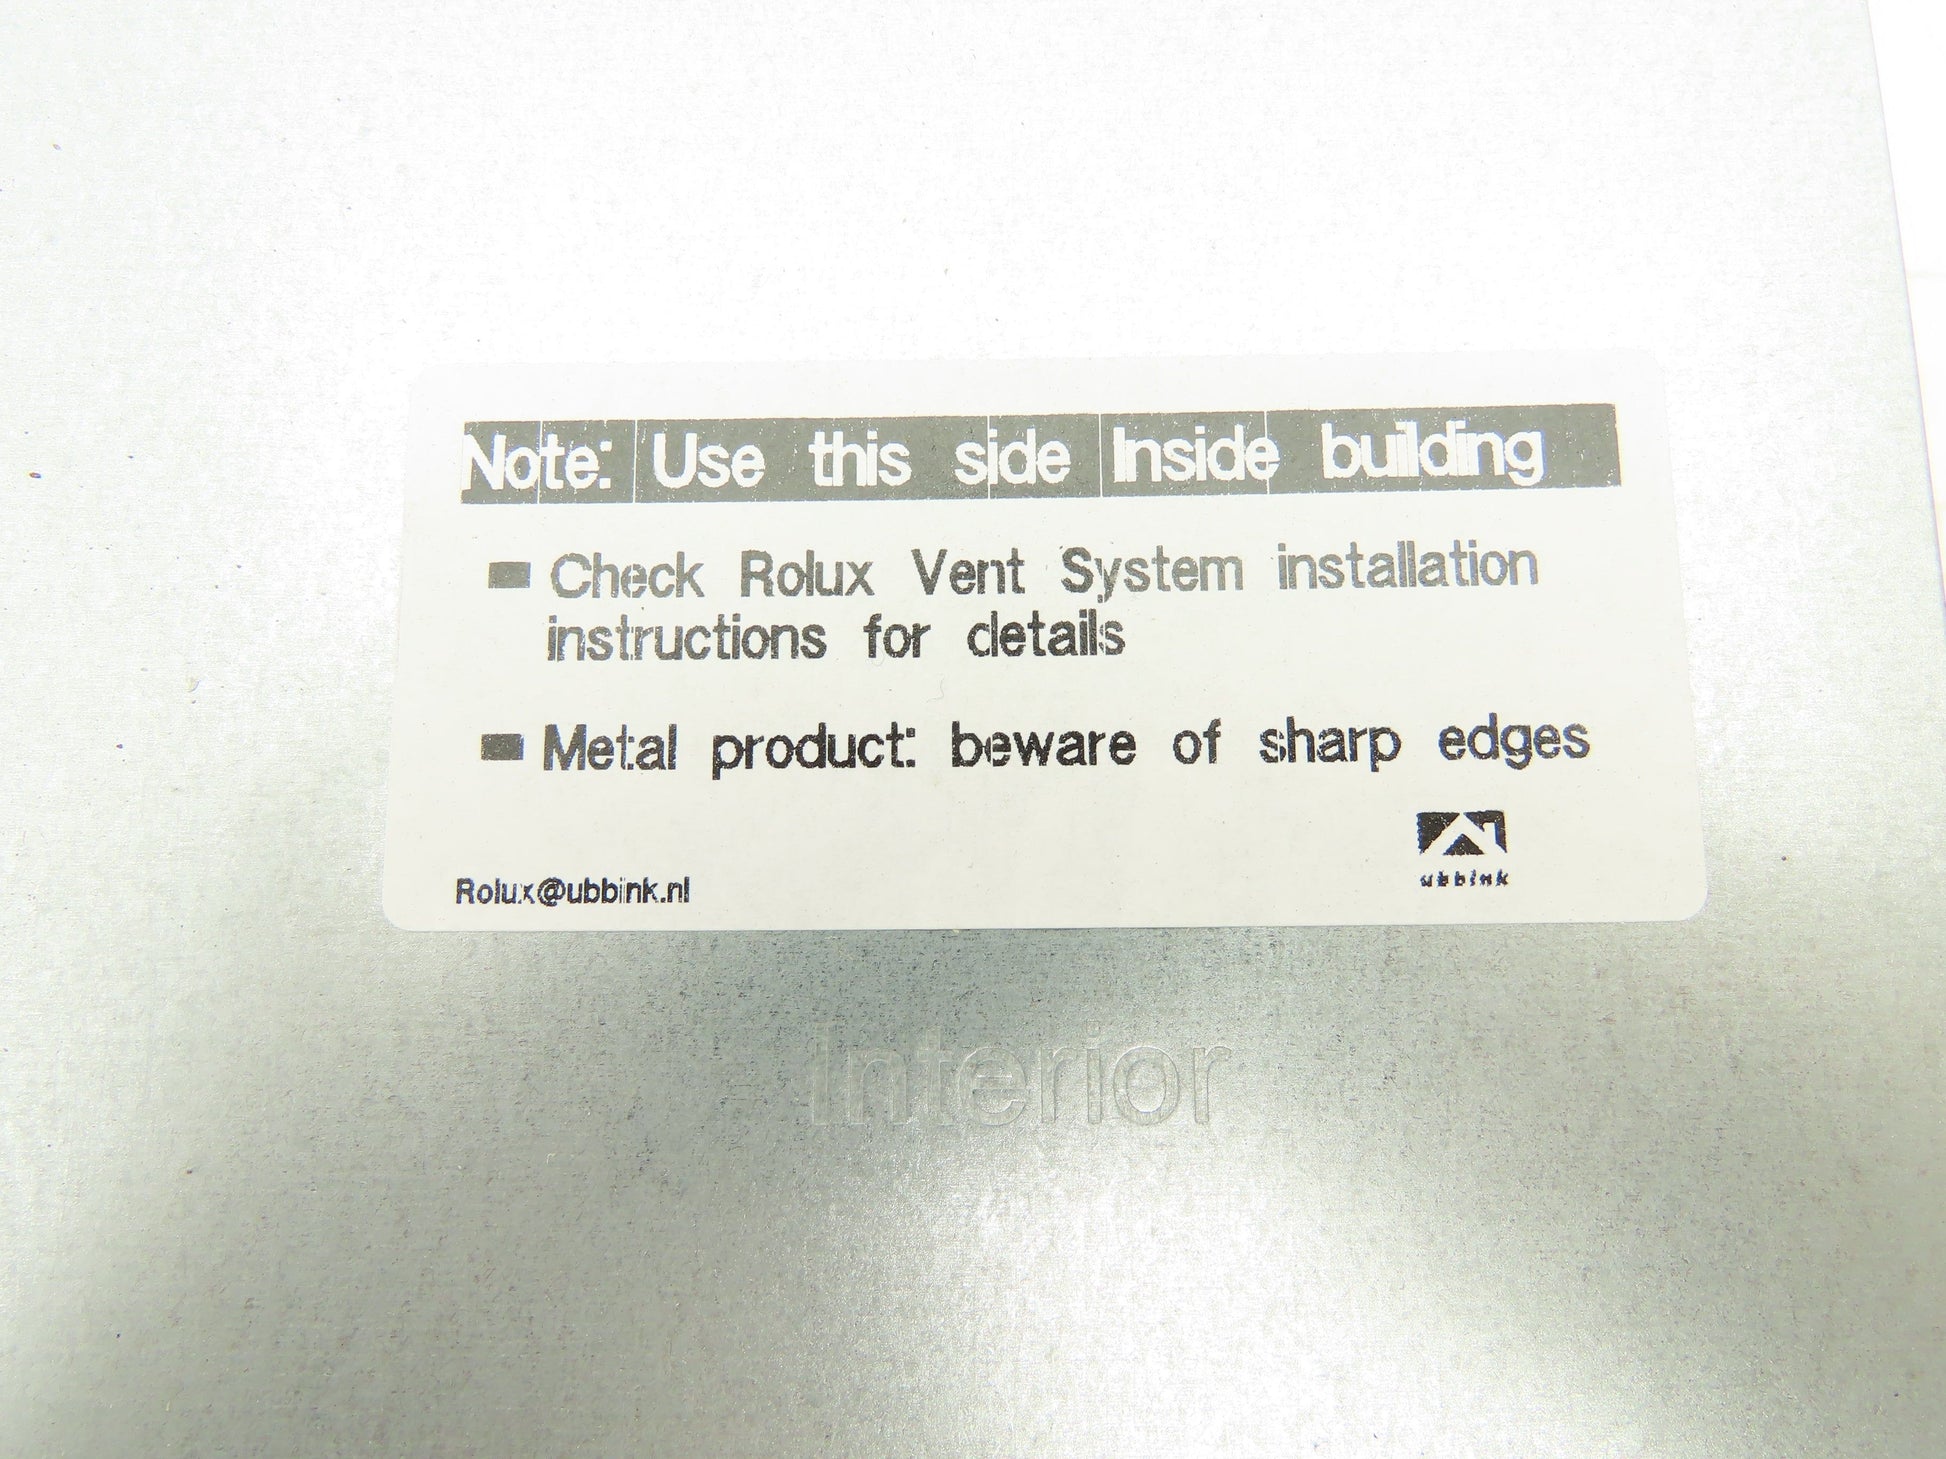 Note: Use this side Inside building
Check Rolux Vent System installation
instructions for details
Metal product: beware of sharp edges
ubbink
Rolux@ubbink.nl
Interior